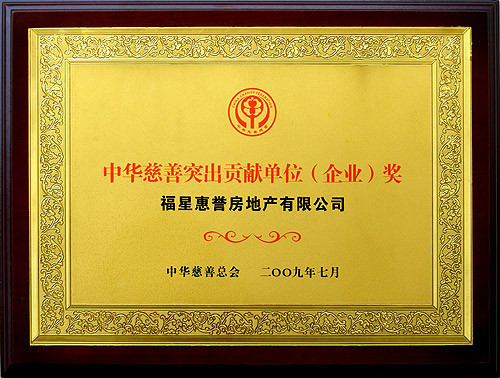 中华慈善突出贡献单位（企业）奖
福星惠誉房地产有限公司
中华慈善总会 二〇〇九年七月